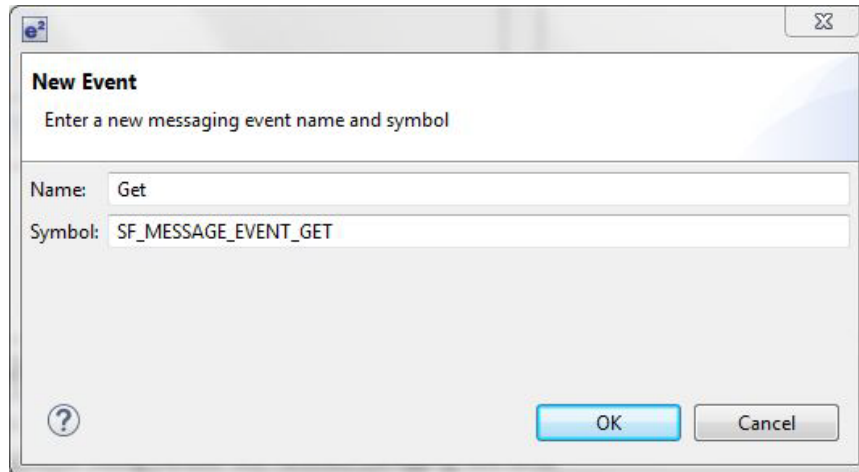 e²
New Event
Enter a new messaging event name and symbol
Name: Get
Symbol: SF_MESSAGE_EVENT_GET
?
OK Cancel